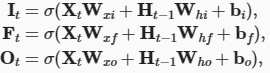 I_t = σ(X_t W_xi + H_{t−1} W_hi + b_i),
F_t = σ(X_t W_xf + H_{t−1} W_hf + b_f),
O_t = σ(X_t W_xo + H_{t−1} W_ho + b_o),